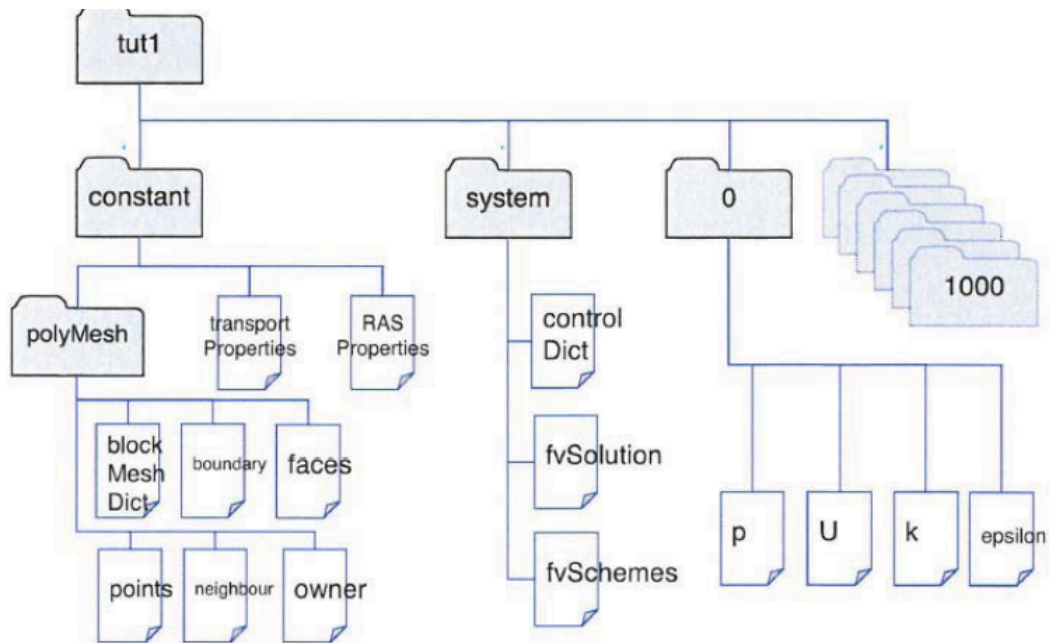 tut1
constant
system
0
1000
polyMesh
transport
Properties
RAS
Properties
control
Dict
block
Mesh
Dict
boundary
faces
fvSolution
p
U
k
epsilon
points
neighbour
owner
fvSchemes